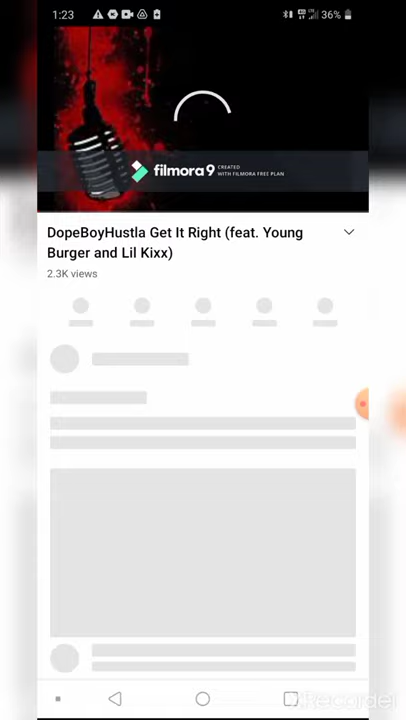 1:23
36%
filmora9 CREATED
WITH FILMORA FREE PLAN
DopeBoyHustla Get It Right (feat. Young
Burger and Lil Kixx)
2.3K views